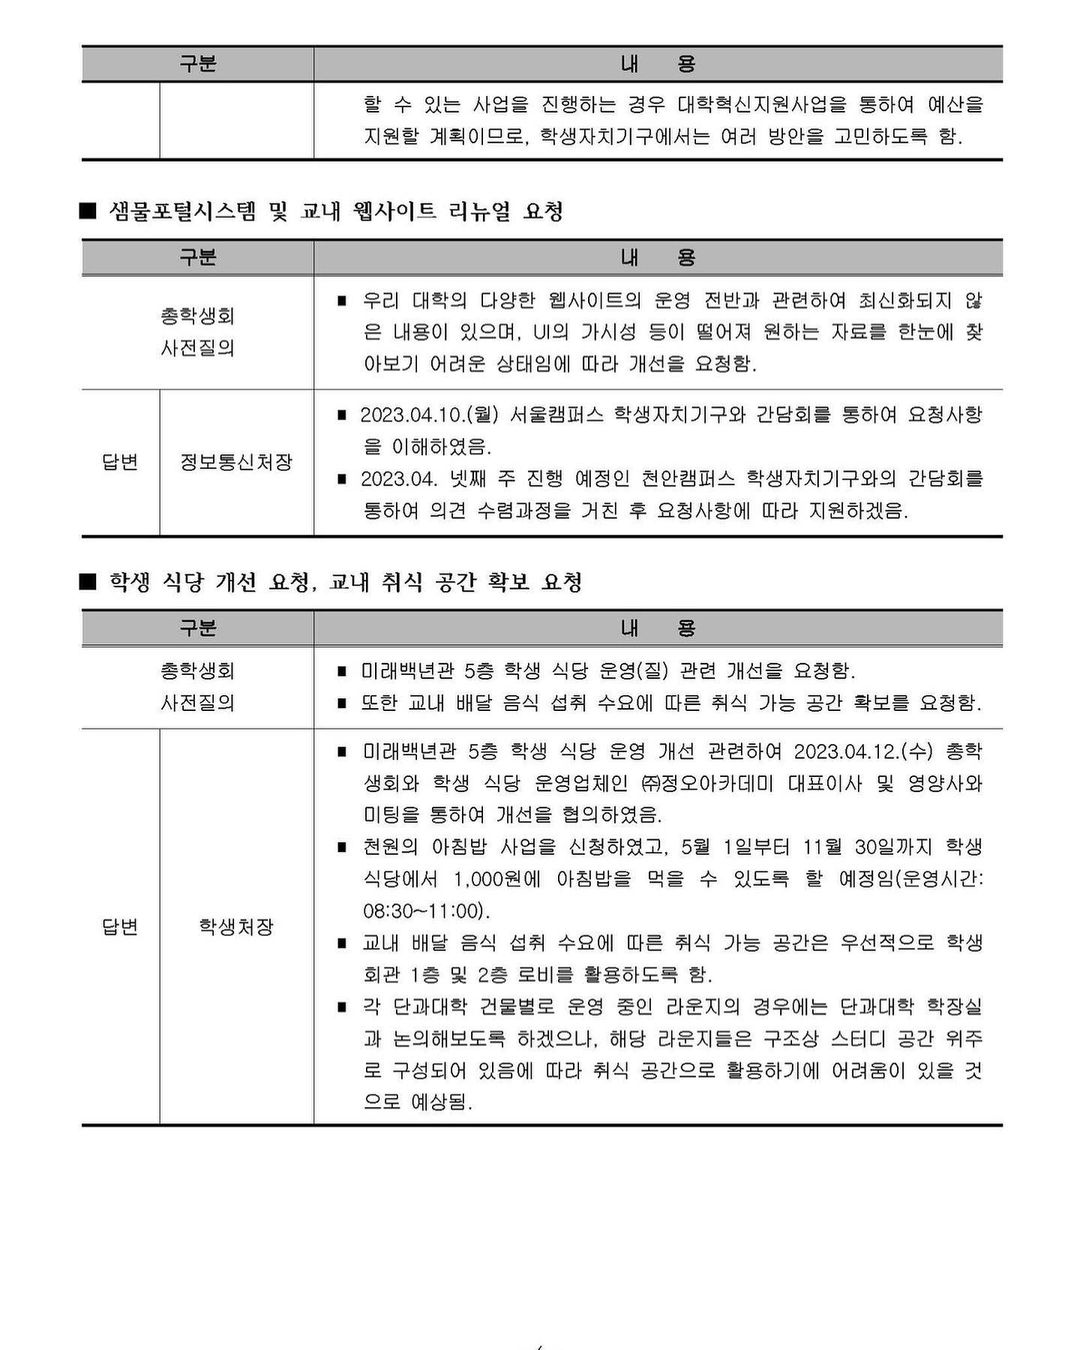 구분 내 용
할 수 있는 사업을 진행하는 경우 대학혁신지원사업을 통하여 예산을
지원할 계획이므로, 학생자치기구에서는 여러 방안을 고민하도록 함.
■ 샘물포털시스템 및 교내 웹사이트 리뉴얼 요청
구분 내 용
총학생회
사전질의
■ 우리 대학의 다양한 웹사이트의 운영 전반과 관련하여 최신화되지 않
은 내용이 있으며, UI의 가시성 등이 떨어져 원하는 자료를 한눈에 찾
아보기 어려운 상태임에 따라 개선을 요청함.
답변 정보통신처장
■ 2023.04.10.(월) 서울캠퍼스 학생자치기구와 간담회를 통하여 요청사항
을 이해하였음.
■ 2023.04. 넷째 주 진행 예정인 천안캠퍼스 학생자치기구와의 간담회를
통하여 의견 수렴과정을 거친 후 요청사항에 따라 지원하겠음.
■ 학생 식당 개선 요청, 교내 취식 공간 확보 요청
구분 내 용
총학생회
사전질의
■ 미래백년관 5층 학생 식당 운영(질) 관련 개선을 요청함.
■ 또한 교내 배달 음식 섭취 수요에 따른 취식 가능 공간 확보를 요청함.
답변 학생처장
■ 미래백년관 5층 학생 식당 운영 개선 관련하여 2023.04.12.(수) 총학
생회와 학생 식당 운영업체인 ㈜정오아카데미 대표이사 및 영양사와
미팅을 통하여 개선을 협의하였음.
■ 천원의 아침밥 사업을 신청하였고, 5월 1일부터 11월 30일까지 학생
식당에서 1,000원에 아침밥을 먹을 수 있도록 할 예정임(운영시간:
08:30~11:00).
■ 교내 배달 음식 섭취 수요에 따른 취식 가능 공간은 우선적으로 학생
회관 1층 및 2층 로비를 활용하도록 함.
■ 각 단과대학 건물별로 운영 중인 라운지의 경우에는 단과대학 학장실
과 논의해보도록 하겠으나, 해당 라운지들은 구조상 스터디 공간 위주
로 구성되어 있음에 따라 취식 공간으로 활용하기에 어려움이 있을 것
으로 예상됨.